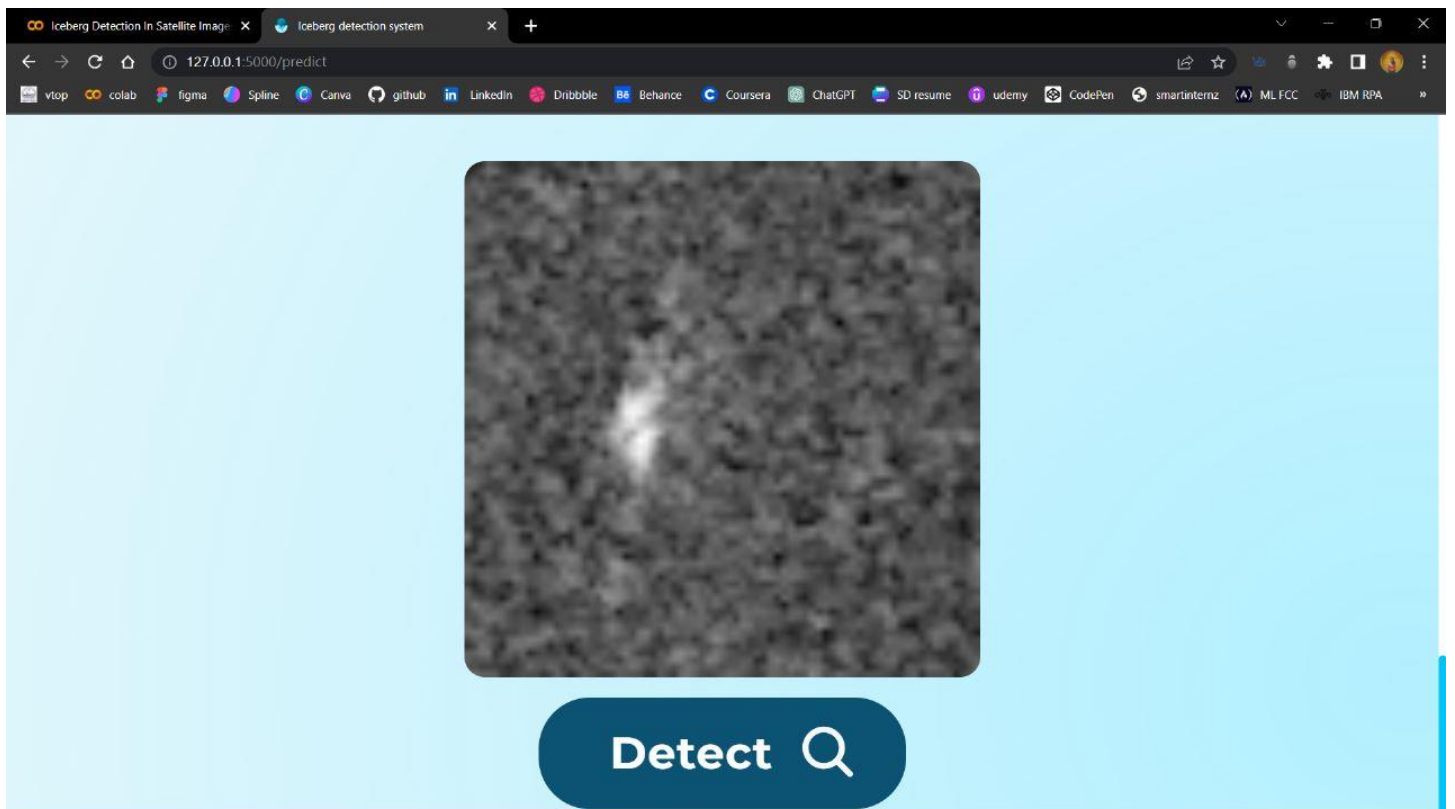 Iceberg Detection In Satellite Image
Iceberg detection system
127.0.0.1:5000/predict
vtop colab figma Spline Canva github LinkedIn Dribbble Behance Coursera ChatGPT SD resume udemy CodePen smartinternz ML FCC IBM RPA »
Detect